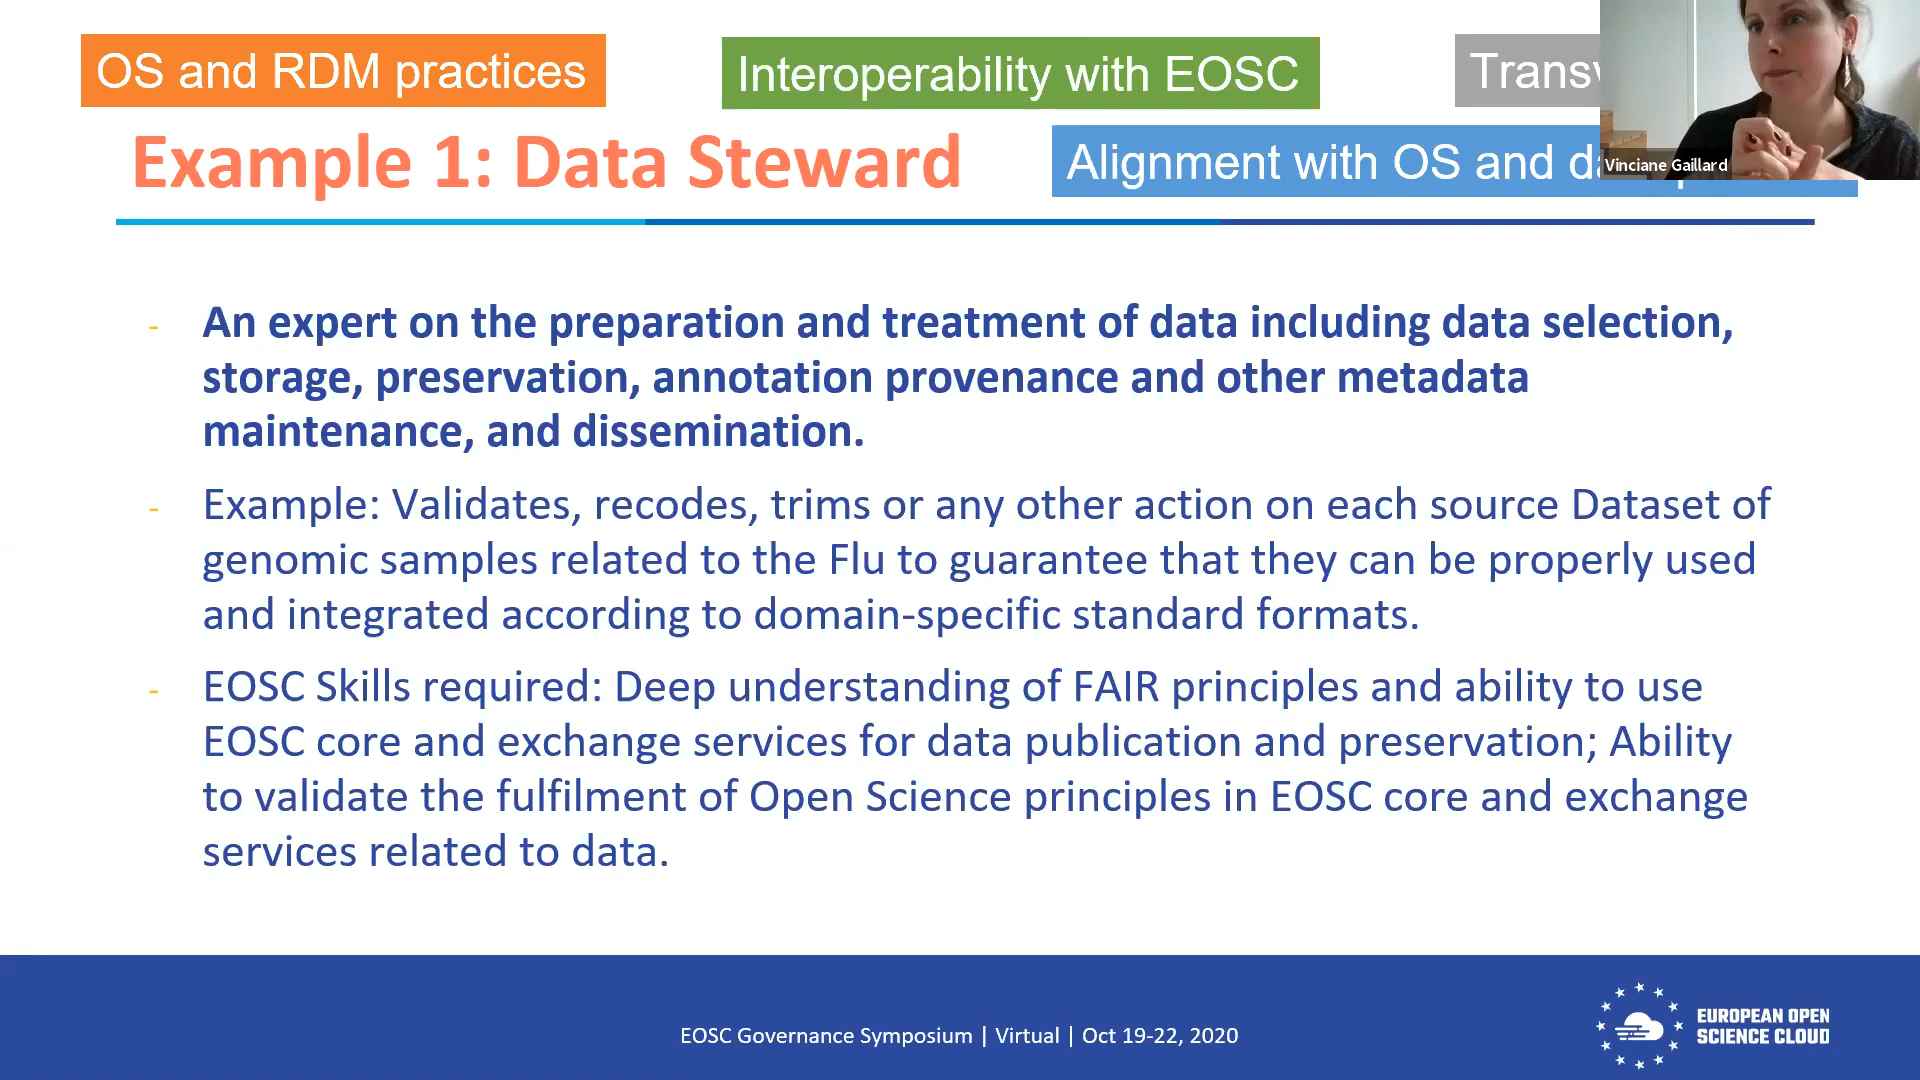 OS and RDM practices
Interoperability with EOSC
Example 1: Data Steward
Alignment with OS and
Vinciane Gaillard
- An expert on the preparation and treatment of data including data selection,
storage, preservation, annotation provenance and other metadata
maintenance, and dissemination.
- Example: Validates, recodes, trims or any other action on each source Dataset of
genomic samples related to the Flu to guarantee that they can be properly used
and integrated according to domain-specific standard formats.
- EOSC Skills required: Deep understanding of FAIR principles and ability to use
EOSC core and exchange services for data publication and preservation; Ability
to validate the fulfilment of Open Science principles in EOSC core and exchange
services related to data.
EOSC Governance Symposium | Virtual | Oct 19-22, 2020
EUROPEAN OPEN
SCIENCE CLOUD